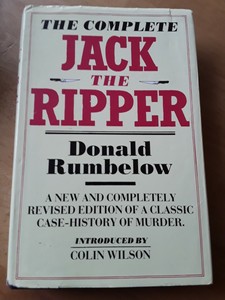 THE COMPLETE
JACK
THE
RIPPER
Donald
Rumbelow
A NEW AND COMPLETELY
REVISED EDITION OF A CLASSIC
CASE-HISTORY OF MURDER.
INTRODUCED BY
COLIN WILSON